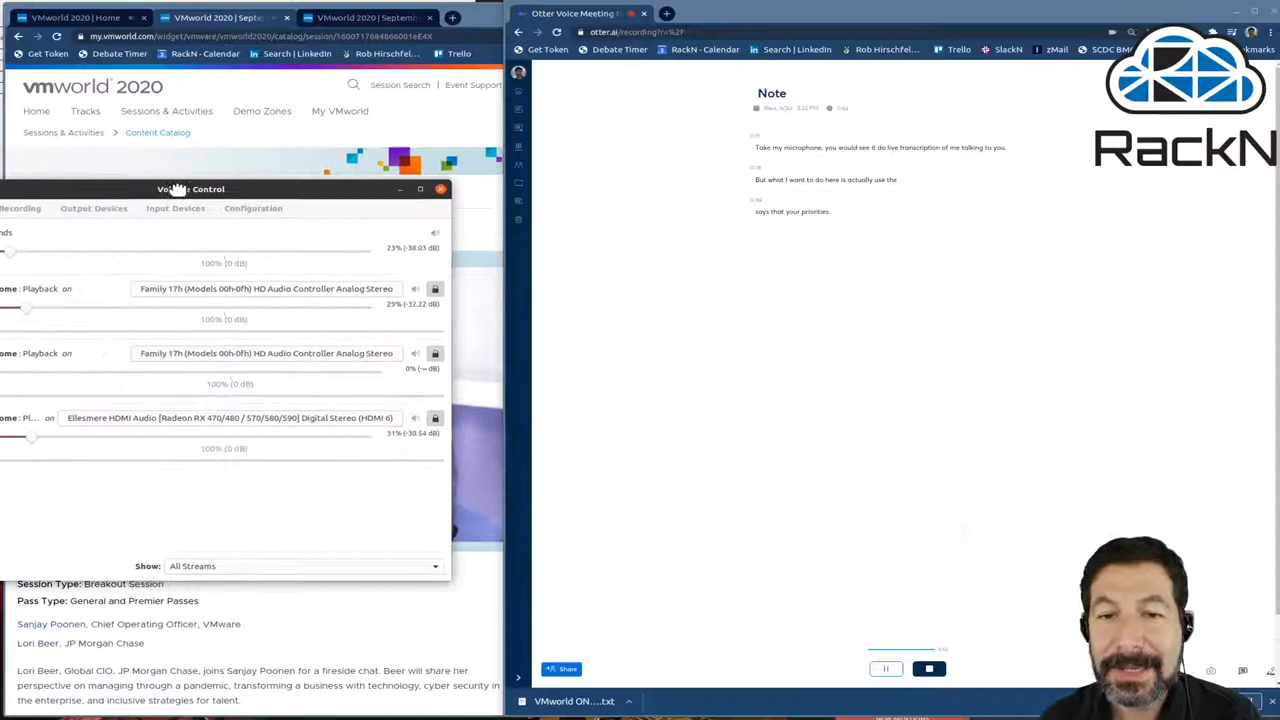 VMworld 2020 | Home
VMworld 2020 | Sept
VMworld 2020 | Septemb
my.vmworld.com/widget/vmware/vmworld2020/catalog/session/1600717684866001eE4X
Get Token
Debate Timer
RackN - Calendar
Search | LinkedIn
Rob Hirschfel...
Trello
vmworld 2020
Session Search
Event Support
Home
Tracks
Sessions & Activities
Demo Zones
My VMworld
Sessions & Activities
Content Catalog
Control
Recording
Output Devices
Input Devices
Configuration
nds
23% (-38.03 dB)
100% (0 dB)
ome: Playback on
Family 17h (Models 00h-0fh) HD Audio Controller Analog Stereo
29% (-32.22 dB)
100% (0 dB)
ome: Playback on
Family 17h (Models 00h-0fh) HD Audio Controller Analog Stereo
0% (-∞ dB)
100% (0 dB)
ome: Pl... on
Ellesmere HDMI Audio [Radeon RX 470/480 / 570/580/590] Digital Stereo (HDMI 6)
31% (-30.54 dB)
100% (0 dB)
Show:
All Streams
Session Type: Breakout Session
Pass Type: General and Premier Passes
Sanjay Poonen, Chief Operating Officer, VMware
Lori Beer, JP Morgan Chase
Lori Beer, Global CIO, JP Morgan Chase, joins Sanjay Poonen for a fireside chat. Beer will share her
perspective on managing through a pandemic, transforming a business with technology, cyber security in
the enterprise, and inclusive strategies for talent.
Otter Voice Meeting
otter.ai/recording?r=%2F
Get Token
Debate Timer
RackN - Calendar
Search | LinkedIn
Rob Hirschfel...
Trello
SlackN
zMail
SCDC BM
RackN
Note
Take my microphone, you would see it do live transcription of me talking to you.
But what I want to do here is actually use the
says that your priorities.
Share
VMworld ON....txt